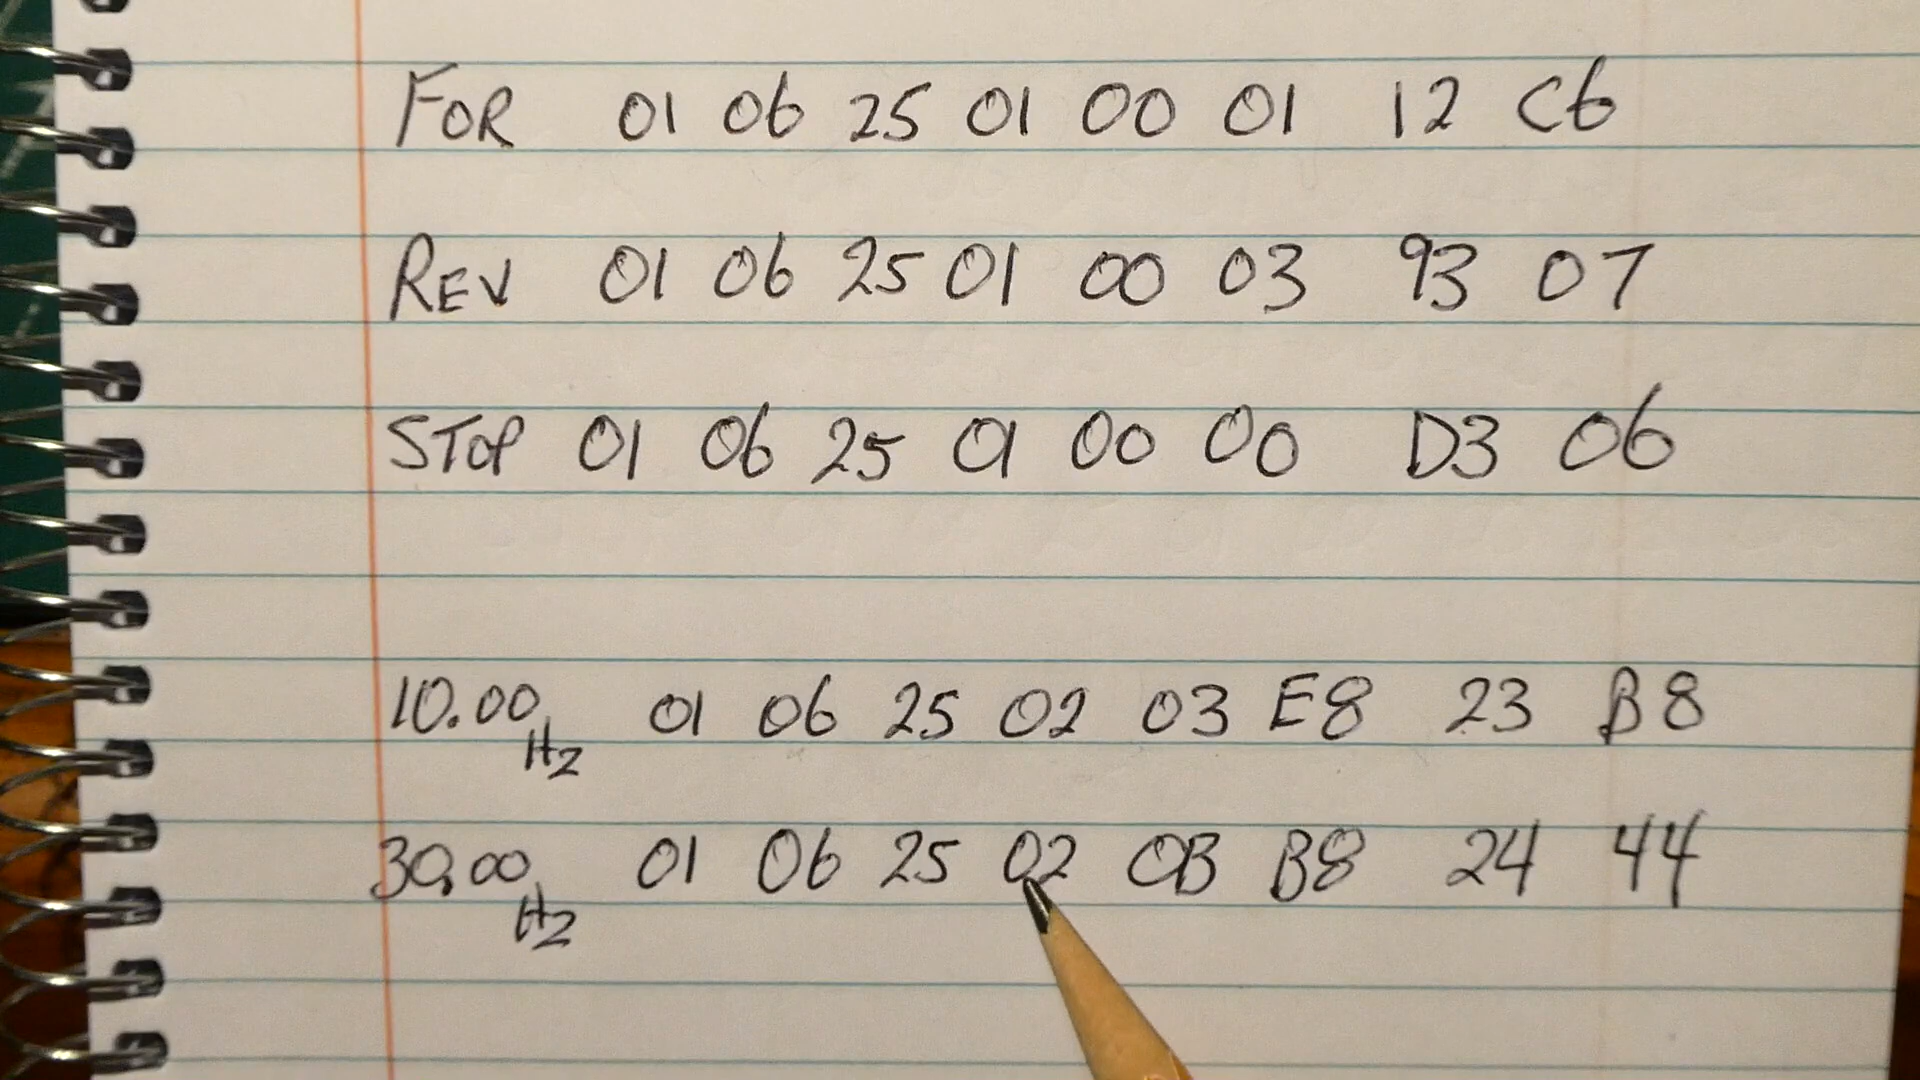 FOR 01 06 25 01 00 01 12 C6
REV 01 06 25 01 00 03 93 07
STOP 01 06 25 01 00 00 D3 06
10.00 Hz 01 06 25 02 03 E8 23 B8
30.00 Hz 01 06 25 02 0B B8 24 44